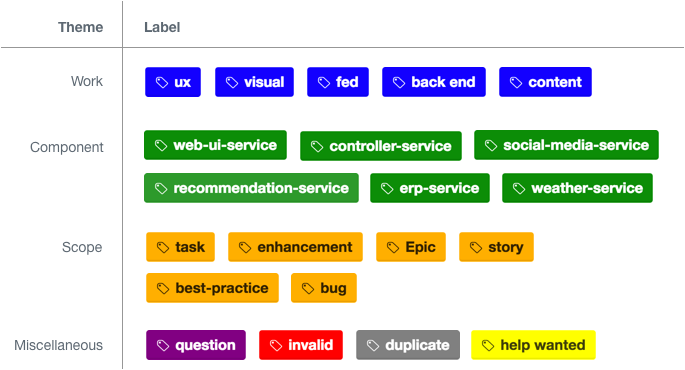 Theme Label
Work ux visual fed back end content
Component web-ui-service controller-service social-media-service
recommendation-service erp-service weather-service
Scope task enhancement Epic story
best-practice bug
Miscellaneous question invalid duplicate help wanted